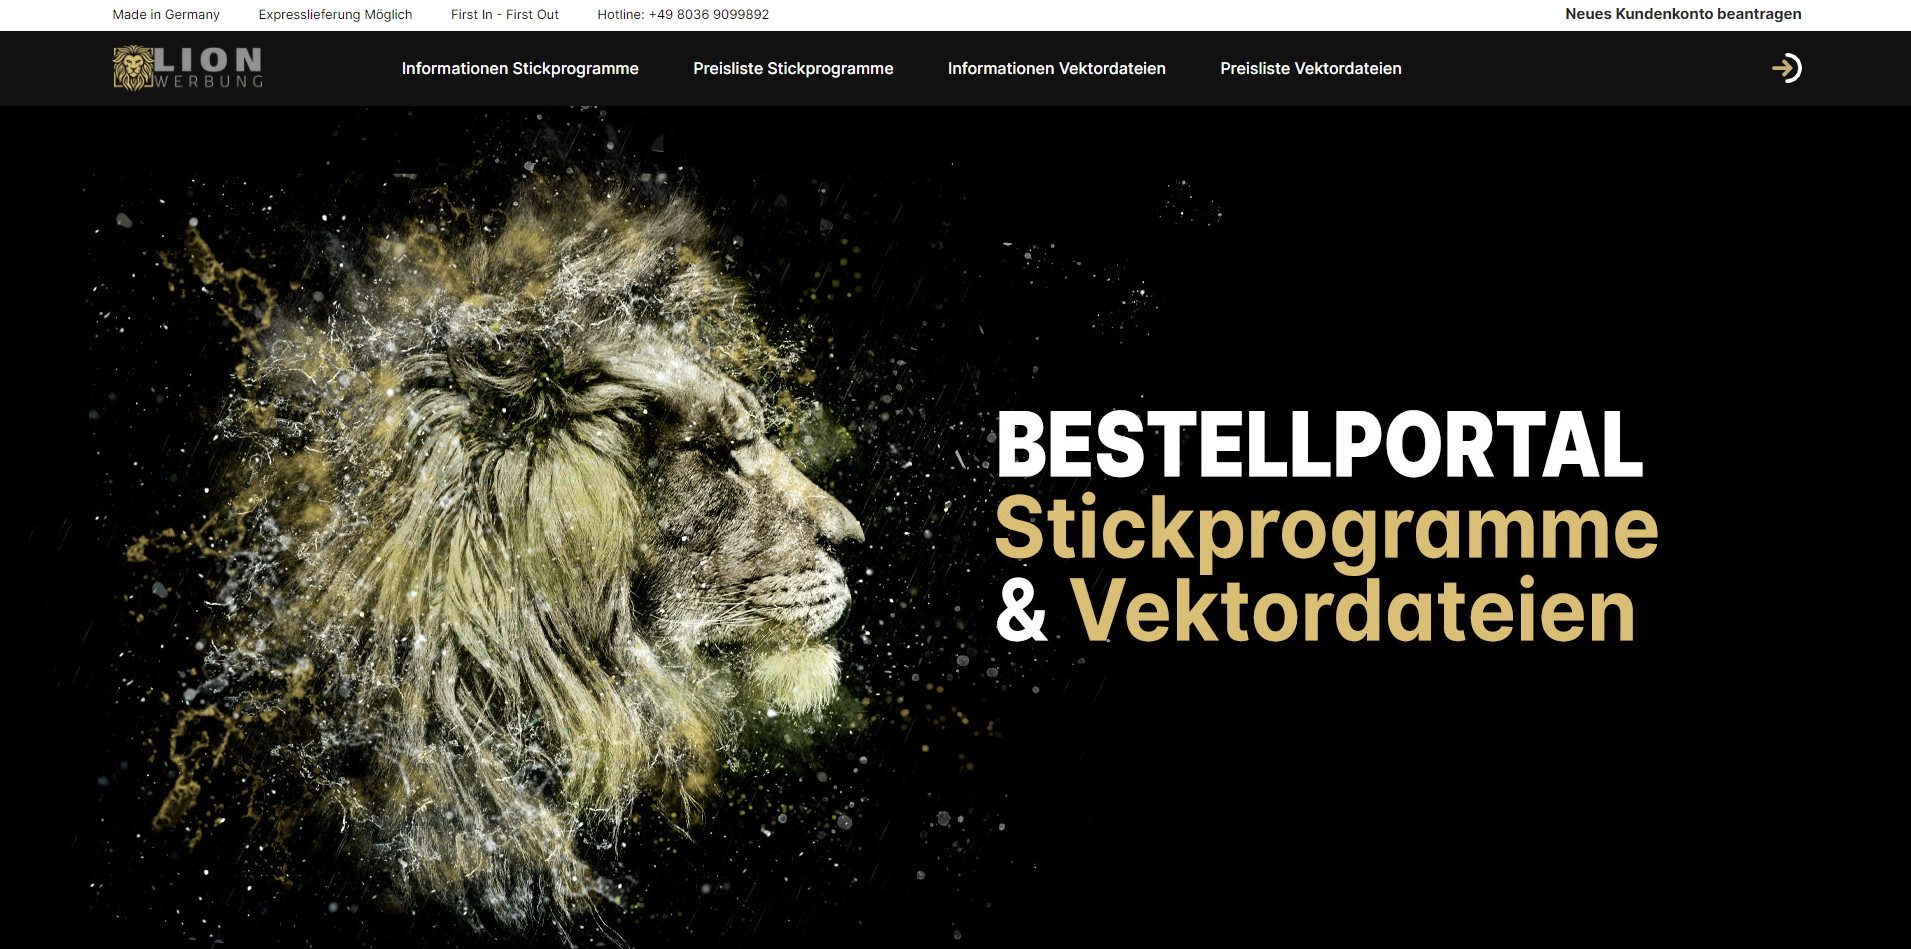 Made in Germany
Expresslieferung Möglich
First In - First Out
Hotline: +49 8036 9099892
Neues Kundenkonto beantragen
LION
WERBUNG
Informationen Stickprogramme
Preisliste Stickprogramme
Informationen Vektordateien
Preisliste Vektordateien
BESTELLPORTAL
Stickprogramme
& Vektordateien